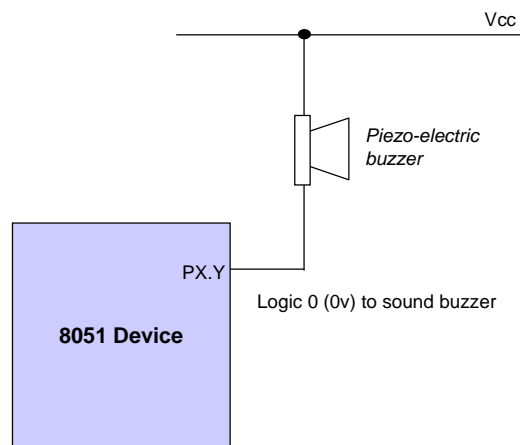 Vcc
Piezo-electric
buzzer
PX.Y
Logic 0 (0v) to sound buzzer
8051 Device